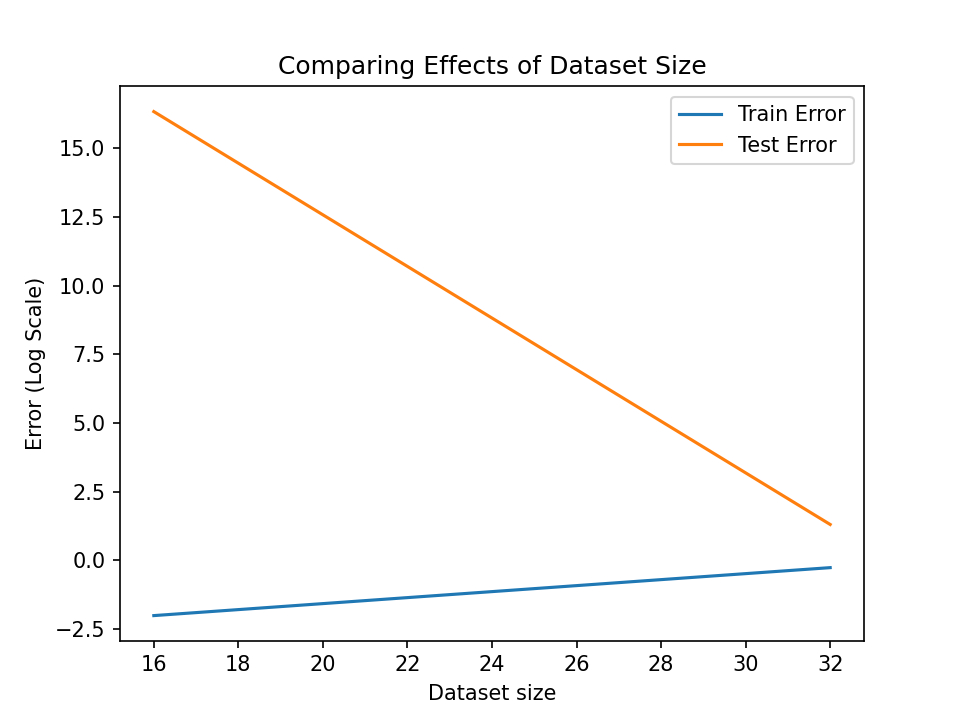 Comparing Effects of Dataset Size
Train Error
Test Error
Error (Log Scale)
15.0
12.5
10.0
7.5
5.0
2.5
0.0
−2.5
16 18 20 22 24 26 28 30 32
Dataset size